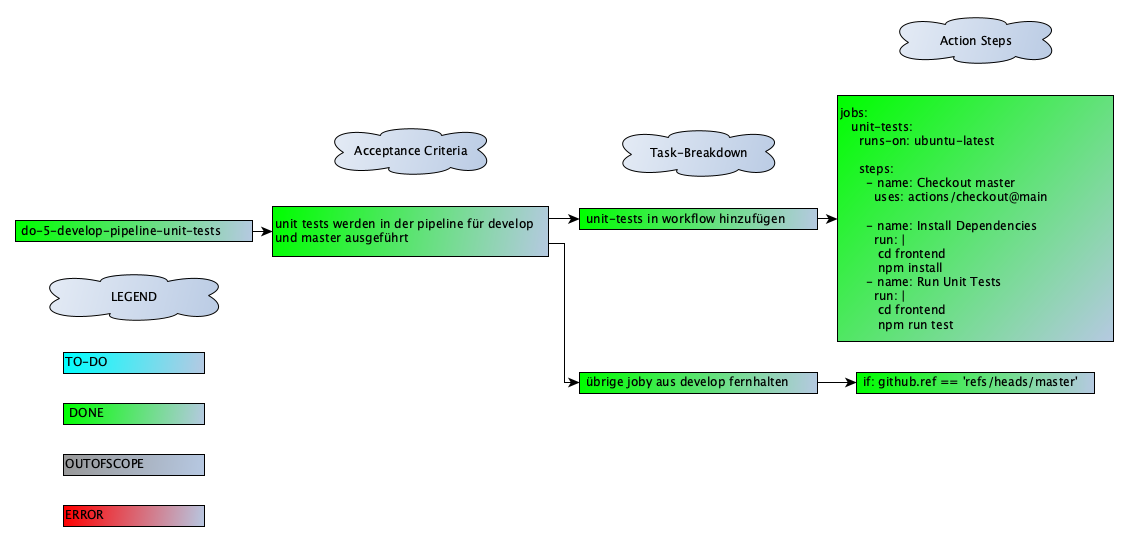 Action Steps
Acceptance Criteria
Task-Breakdown
do-5-develop-pipeline-unit-tests
unit tests werden in der pipeline für develop
und master ausgeführt
unit-tests in workflow hinzufügen
jobs:
unit-tests:
runs-on: ubuntu-latest
steps:
- name: Checkout master
uses: actions/checkout@main
- name: Install Dependencies
run: |
cd frontend
npm install
- name: Run Unit Tests
run: |
cd frontend
npm run test
übrige joby aus develop fernhalten
if: github.ref == 'refs/heads/master'
LEGEND
TO-DO
DONE
OUTOFSCOPE
ERROR